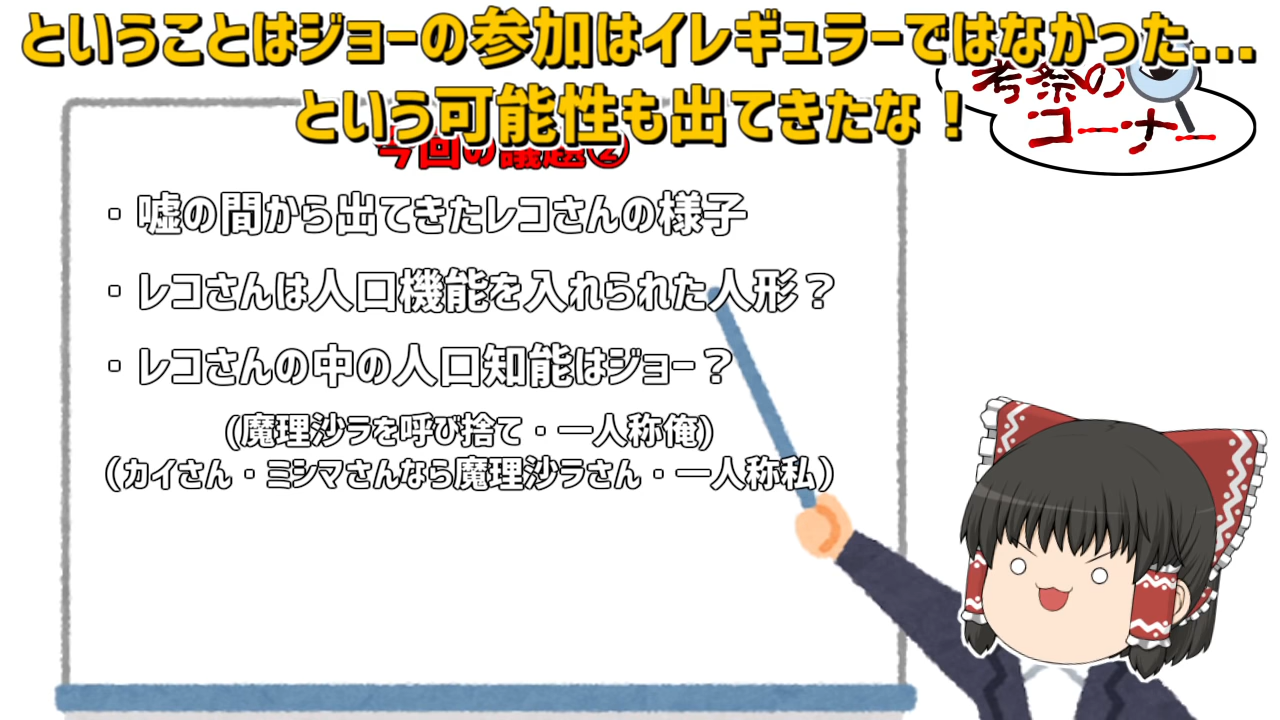 ということはジョーの参加はイレギュラーではなかった...
という可能性も出てきたな！
考察の
コーナー
今回の議題②
・嘘の間から出てきたレコさんの様子
・レコさんは人口機能を入れられた人形？
・レコさんの中の人口知能はジョー？
(魔理沙ラを呼び捨て・一人称俺)
（カイさん・ミシマさんなら魔理沙ラさん・一人称私）